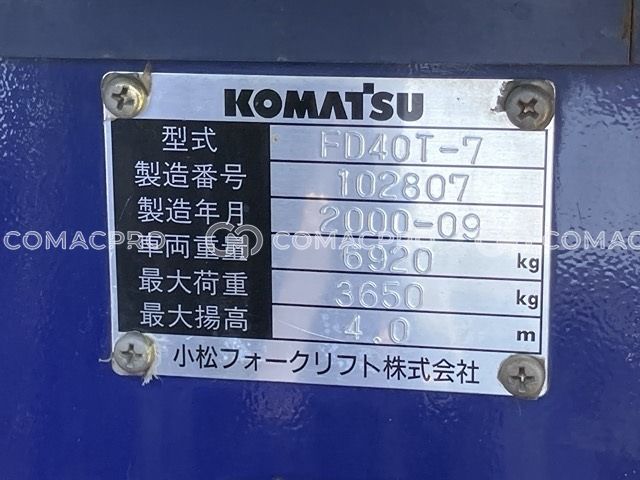 KOMATSU
型式 FD40T-7
製造番号 102807
製造年月 2000-09
COMACPRO COMACPRO COMACPRO
車両重量 6920 kg
最大荷重 3650 kg
最大揚高 4.0 m
小松フォークリフト株式会社